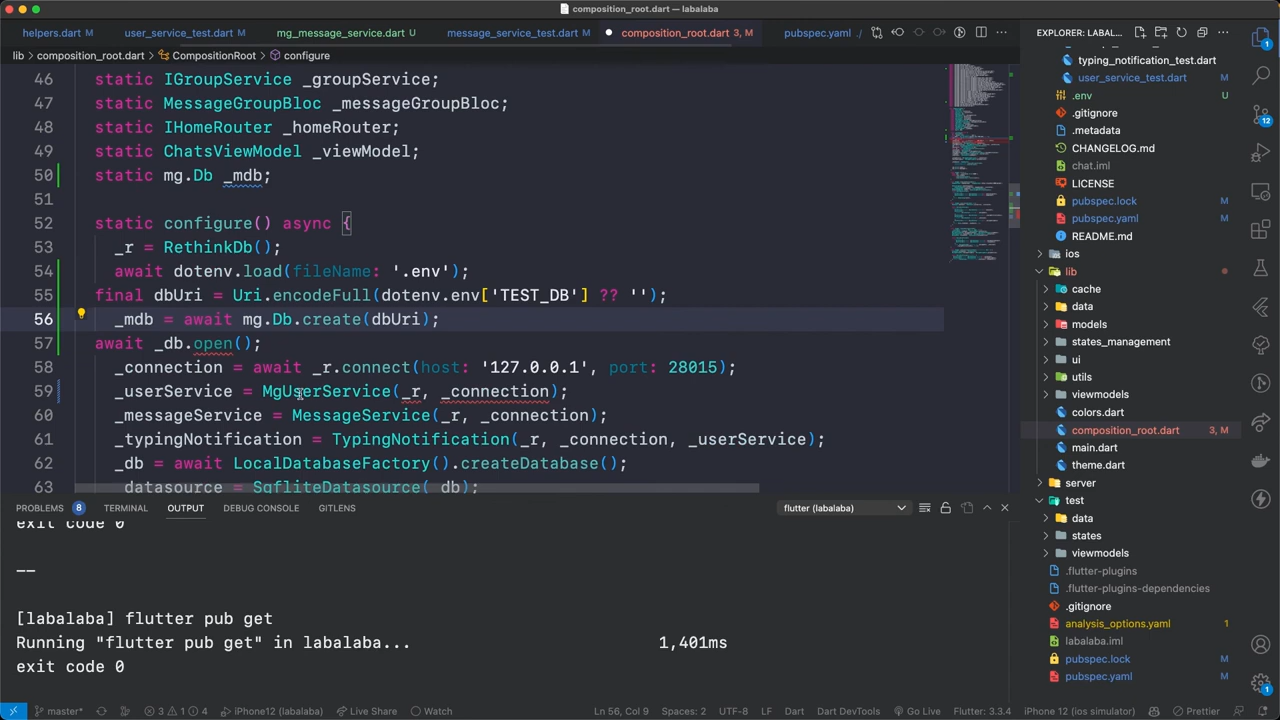 composition_root.dart — labalaba
helpers.dart M user_service_test.dart M mg_message_service.dart U message_service_test.dart M composition_root.dart 3, M pubspec.yaml
lib > composition_root.dart > CompositionRoot > configure
46 static IGroupService _groupService;
47 static MessageGroupBloc _messageGroupBloc;
48 static IHomeRouter _homeRouter;
49 static ChatsViewModel _viewModel;
50 static mg.Db _mdb;
51
52 static configure() async {
53 _r = RethinkDb();
54 await dotenv.load(fileName: '.env');
55 final dbUri = Uri.encodeFull(dotenv.env['TEST_DB'] ?? '');
56 _mdb = await mg.Db.create(dbUri);
57 await _db.open();
58 _connection = await _r.connect(host: '127.0.0.1', port: 28015);
59 _userService = MgUserService(_r, _connection);
60 _messageService = MessageService(_r, _connection);
61 _typingNotification = TypingNotification(_r, _connection, _userService);
62 _db = await LocalDatabaseFactory().createDatabase();
63 datasource = SqfliteDatasource(_db);
PROBLEMS 8 TERMINAL OUTPUT DEBUG CONSOLE GITLENS flutter (labalaba)
exit code 0
--
[labalaba] flutter pub get
Running "flutter pub get" in labalaba... 1,401ms
exit code 0
EXPLORER: LABAL...
typing_notification_test.dart
user_service_test.dart M
.env U
.gitignore
.metadata
CHANGELOG.md
chat.iml
LICENSE
pubspec.lock M
pubspec.yaml M
README.md
ios
lib
cache
data
models
states_management
ui
utils
viewmodels
colors.dart
composition_root.dart 3, M
main.dart
theme.dart
server
test
data
states
viewmodels
.flutter-plugins
.flutter-plugins-dependencies
.gitignore
analysis_options.yaml 1
labalaba.iml
pubspec.lock M
pubspec.yaml M
1
12
1
master* 3 1 4 iPhone12 (labalaba) Live Share Watch Ln 56, Col 9 Spaces: 2 UTF-8 LF Dart Dart DevTools Go Live Flutter: 3.3.4 iPhone 12 (ios simulator) Prettier